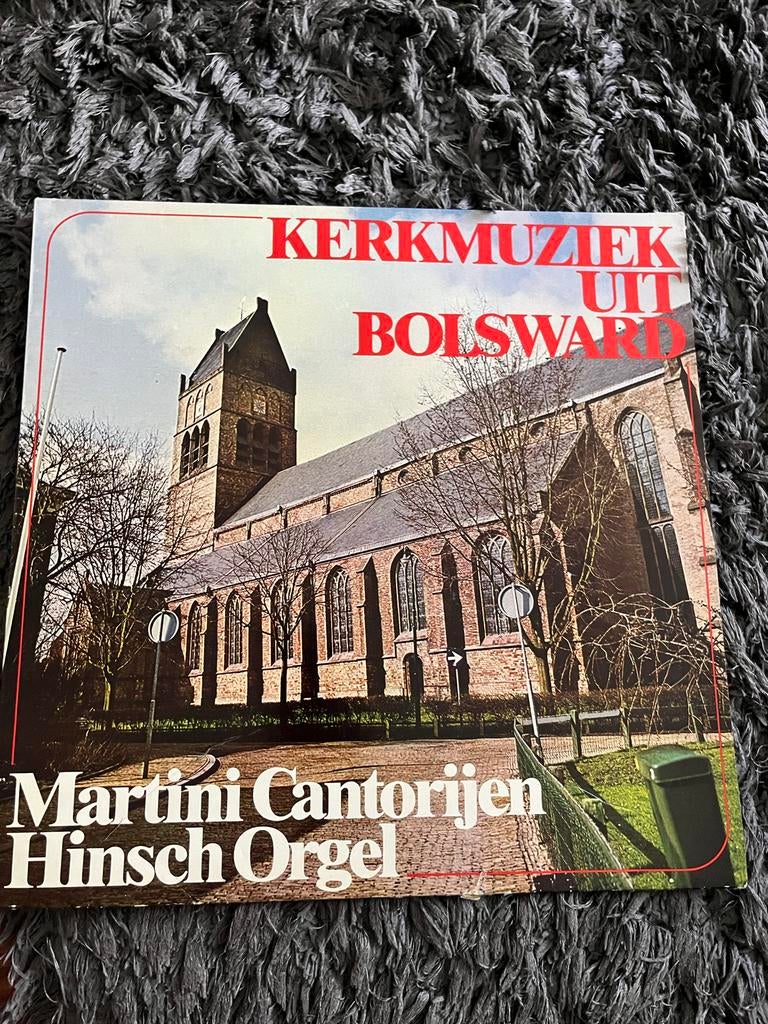 KERKMUZIEK
UIT
BOLSWARD
Martini Cantorijen
Hinsch Orgel